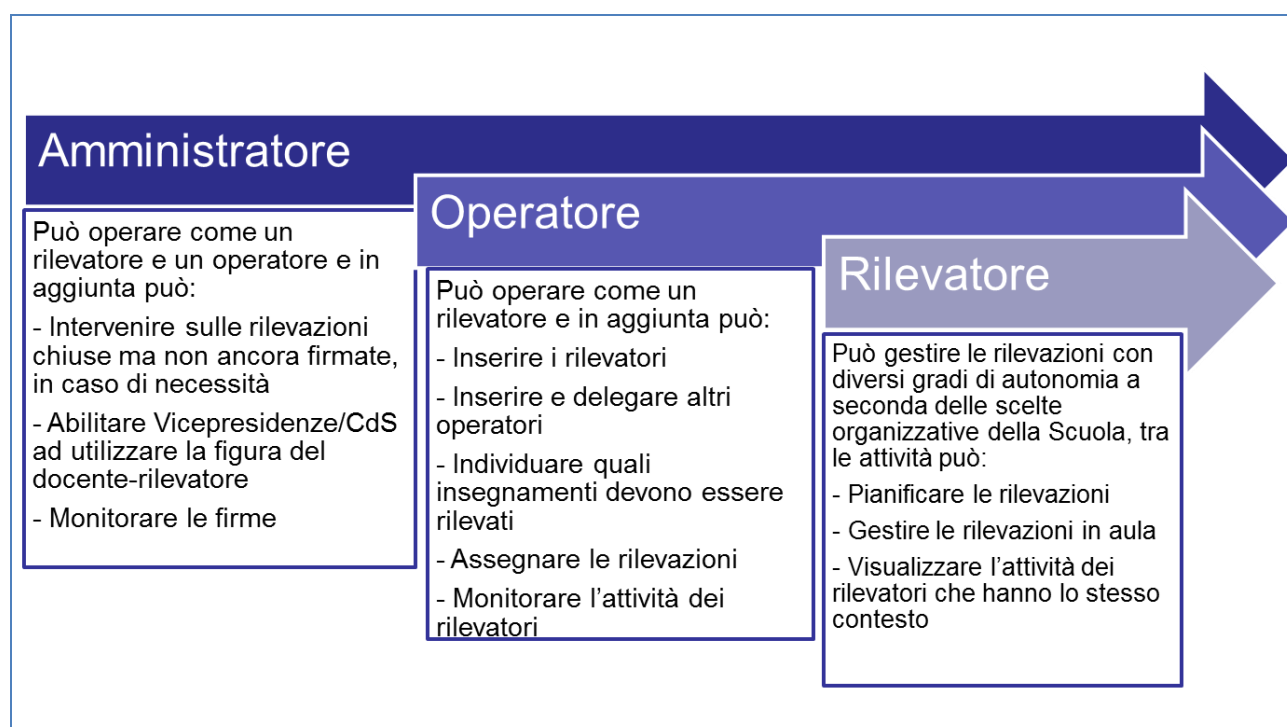 Amministratore
Può operare come un
rilevatore e un operatore e in
aggiunta può:
- Intervenire sulle rilevazioni
chiuse ma non ancora firmate,
in caso di necessità
- Abilitare Vicepresidenze/CdS
ad utilizzare la figura del
docente-rilevatore
- Monitorare le firme
Operatore
Può operare come un
rilevatore e in aggiunta può:
- Inserire i rilevatori
- Inserire e delegare altri
operatori
- Individuare quali
insegnamenti devono essere
rilevati
- Assegnare le rilevazioni
- Monitorare l’attività dei
rilevatori
Rilevatore
Può gestire le rilevazioni con
diversi gradi di autonomia a
seconda delle scelte
organizzative della Scuola, tra
le attività può:
- Pianificare le rilevazioni
- Gestire le rilevazioni in aula
- Visualizzare l’attività dei
rilevatori che hanno lo stesso
contesto